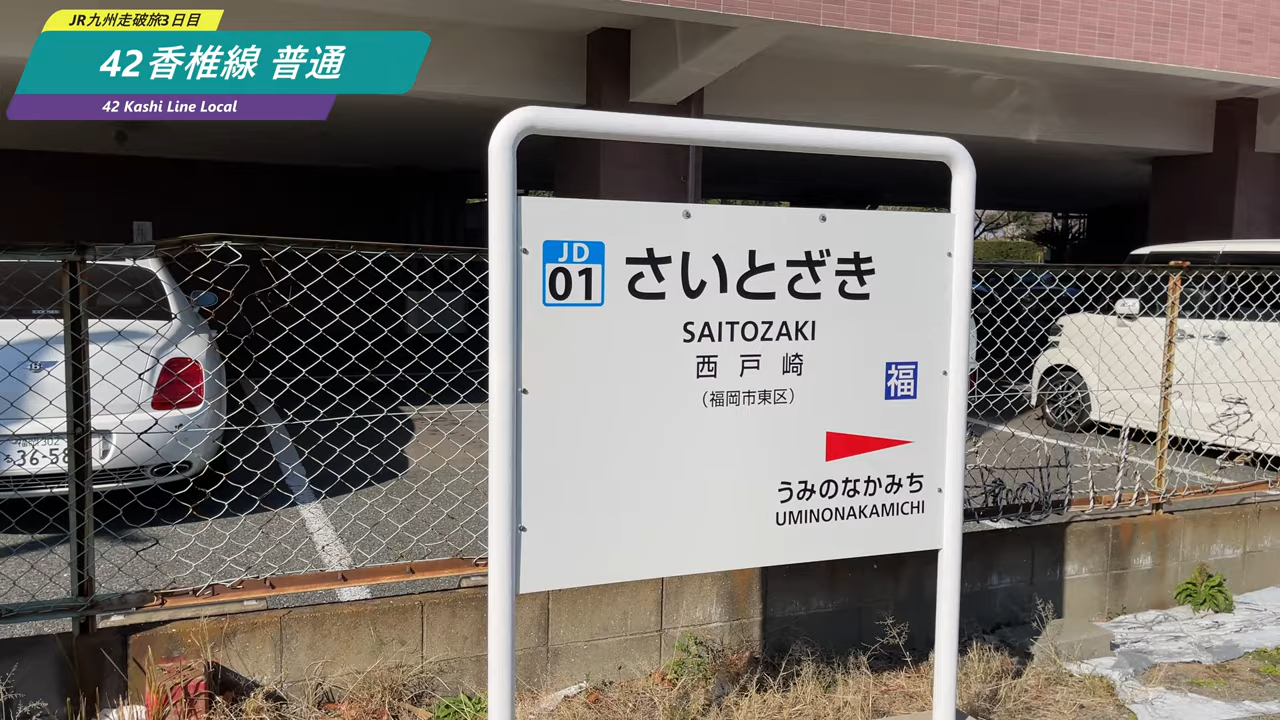 JR九州走破旅3日目
42香椎線 普通
42 Kashi Line Local
JD
01
さいとざき
SAITOZAKI
西戸崎
（福岡市東区）
福
うみのなかみち
UMINONAKAMICHI
36-58